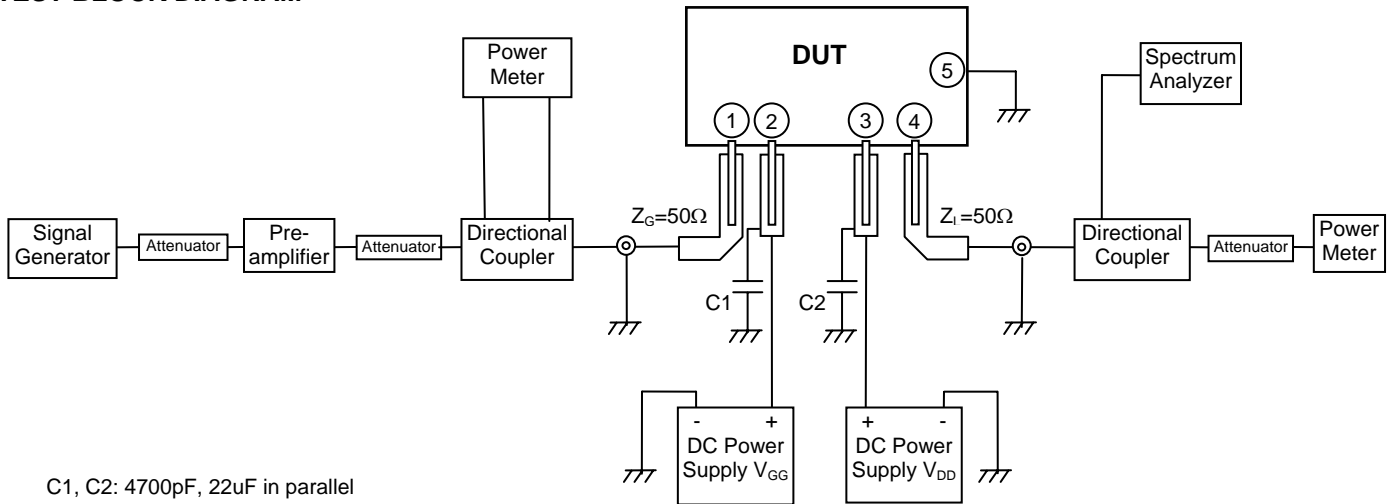 Power
Meter
DUT
5
Spectrum
Analyzer
1
2
3
4
Z_G=50Ω
Z_L=50Ω
Signal
Generator
Attenuator
Pre-
amplifier
Attenuator
Directional
Coupler
Directional
Coupler
Attenuator
Power
Meter
C1
C2
- +
DC Power
Supply V_GG
+ -
DC Power
Supply V_DD
C1, C2: 4700pF, 22uF in parallel